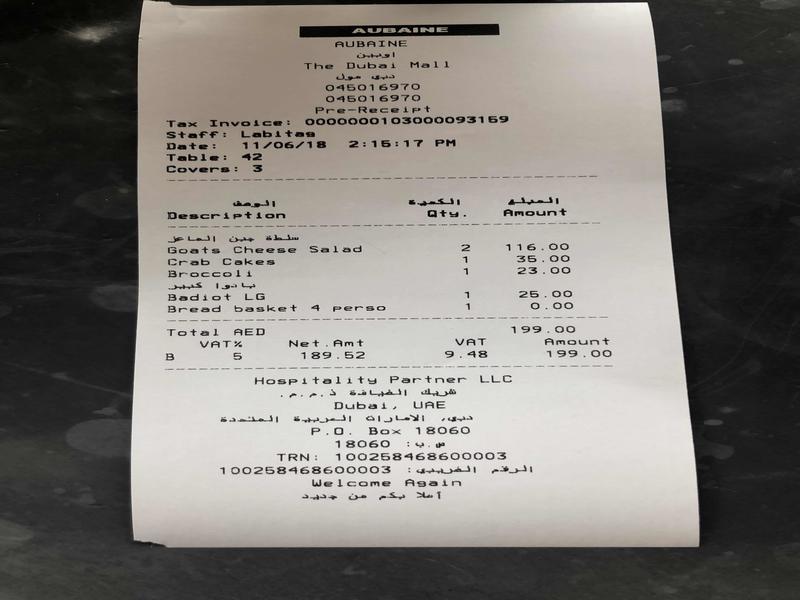 AUBAINE
AUBAINE
اوبين
The Dubai Mall
دبي مول
045016970
045016970
Pre-Receipt
Tax Invoice: 0000000103000093159
Staff: Labitag
Date: 11/06/18 2:15:17 PM
Table: 42
Covers: 3
الوصف الكمية المبلغ
Description Qty. Amount
سلطة جبن الماعز
Goats Cheese Salad 2 116.00
Crab Cakes 1 35.00
Broccoli 1 23.00
بادوا كبير
Badiot LG 1 25.00
Bread basket 4 perso 1 0.00
Total AED 199.00
VAT% Net.Amt VAT Amount
B 5 189.52 9.48 199.00
Hospitality Partner LLC
شريك الضيافة ذ.م.م.
Dubai, UAE
دبي, الامارات العربية المتحدة
P.O. Box 18060
ص.ب: 18060
TRN: 100258468600003
الرقم الضريبي: 100258468600003
Welcome Again
أهلا بكم من جديد